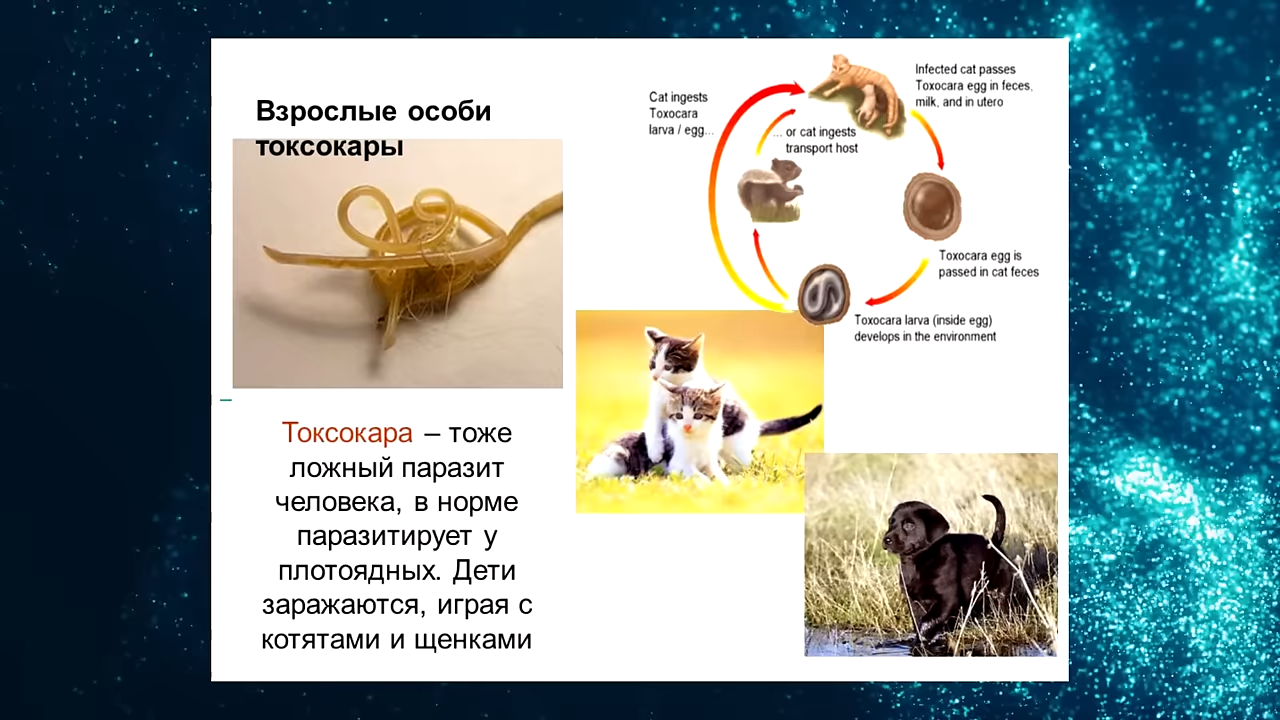 Взрослые особи
токсокары
Cat ingests
Toxocara
larva / egg...
... or cat ingests
transport host
Infected cat passes
Toxocara egg in feces,
milk, and in utero
Toxocara egg is
passed in cat feces
Toxocara larva (inside egg)
develops in the environment
Токсокара – тоже
ложный паразит
человека, в норме
паразитирует у
плотоядных. Дети
заражаются, играя с
котятами и щенками